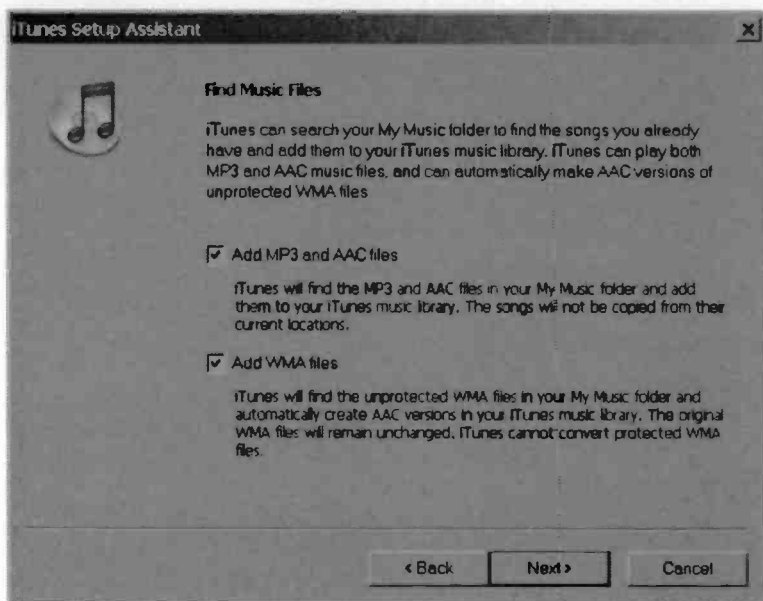 iTunes Setup Assistant
Find Music Files
iTunes can search your My Music folder to find the songs you already
have and add them to your iTunes music library. iTunes can play both
MP3 and AAC music files, and can automatically make AAC versions of
unprotected WMA files
Add MP3 and AAC files
iTunes will find the MP3 and AAC files in your My Music folder and add
them to your iTunes music library. The songs will not be copied from their
current locations.
Add WMA files
iTunes will find the unprotected WMA files in your My Music folder and
automatically create AAC versions in your iTunes music library. The original
WMA files will remain unchanged. iTunes cannot convert protected WMA
files.
< Back Next > Cancel